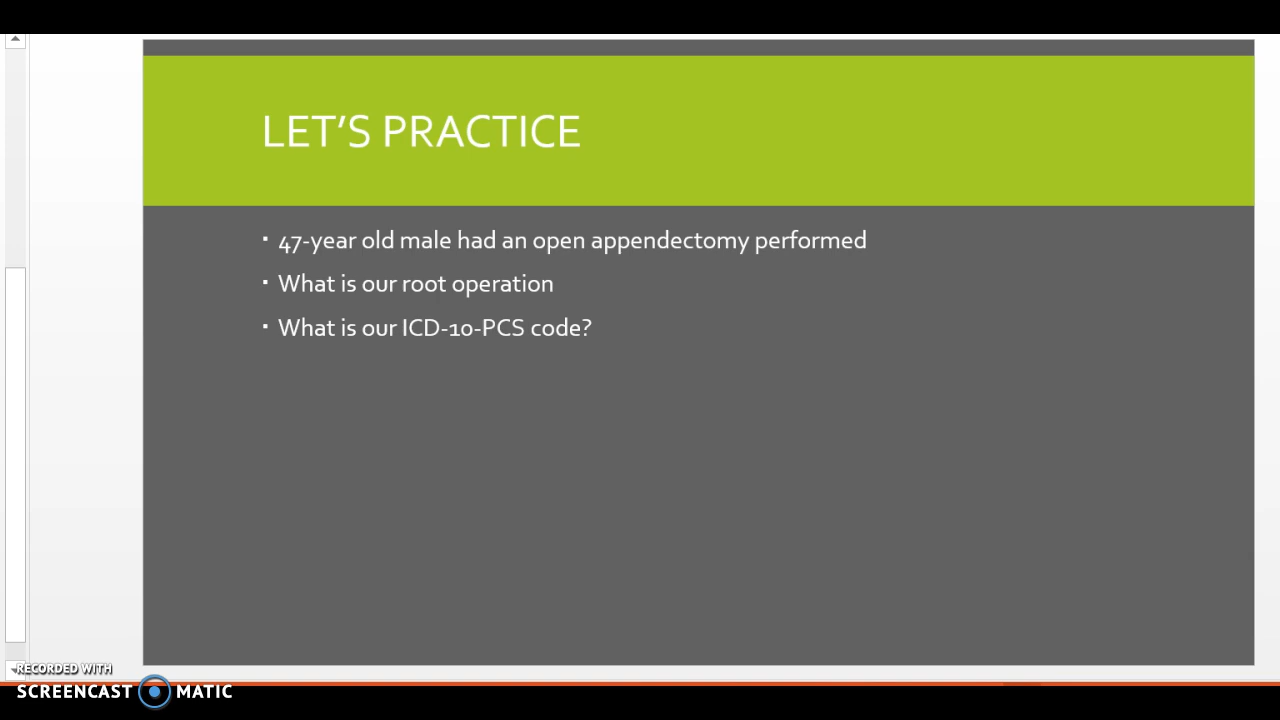 LET'S PRACTICE
▪ 47-year old male had an open appendectomy performed
▪ What is our root operation
▪ What is our ICD-10-PCS code?
RECORDED WITH
SCREENCAST MATIC